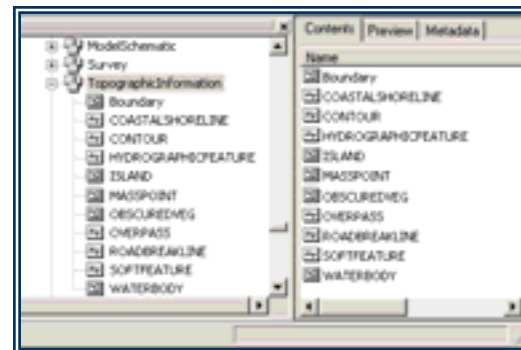 ModelSchematic
Survey
TopographicInformation
Boundary
COASTALSHORELINE
CONTOUR
HYDROGRAPHICFEATURE
ISLAND
MASSPOINT
OBSCUREDVEG
OVERPASS
ROADBREAKLINE
SOFTFEATURE
WATERBODY
Contents Preview Metadata
Name
Boundary
COASTALSHORELINE
CONTOUR
HYDROGRAPHICFEATURE
ISLAND
MASSPOINT
OBSCUREDVEG
OVERPASS
ROADBREAKLINE
SOFTFEATURE
WATERBODY